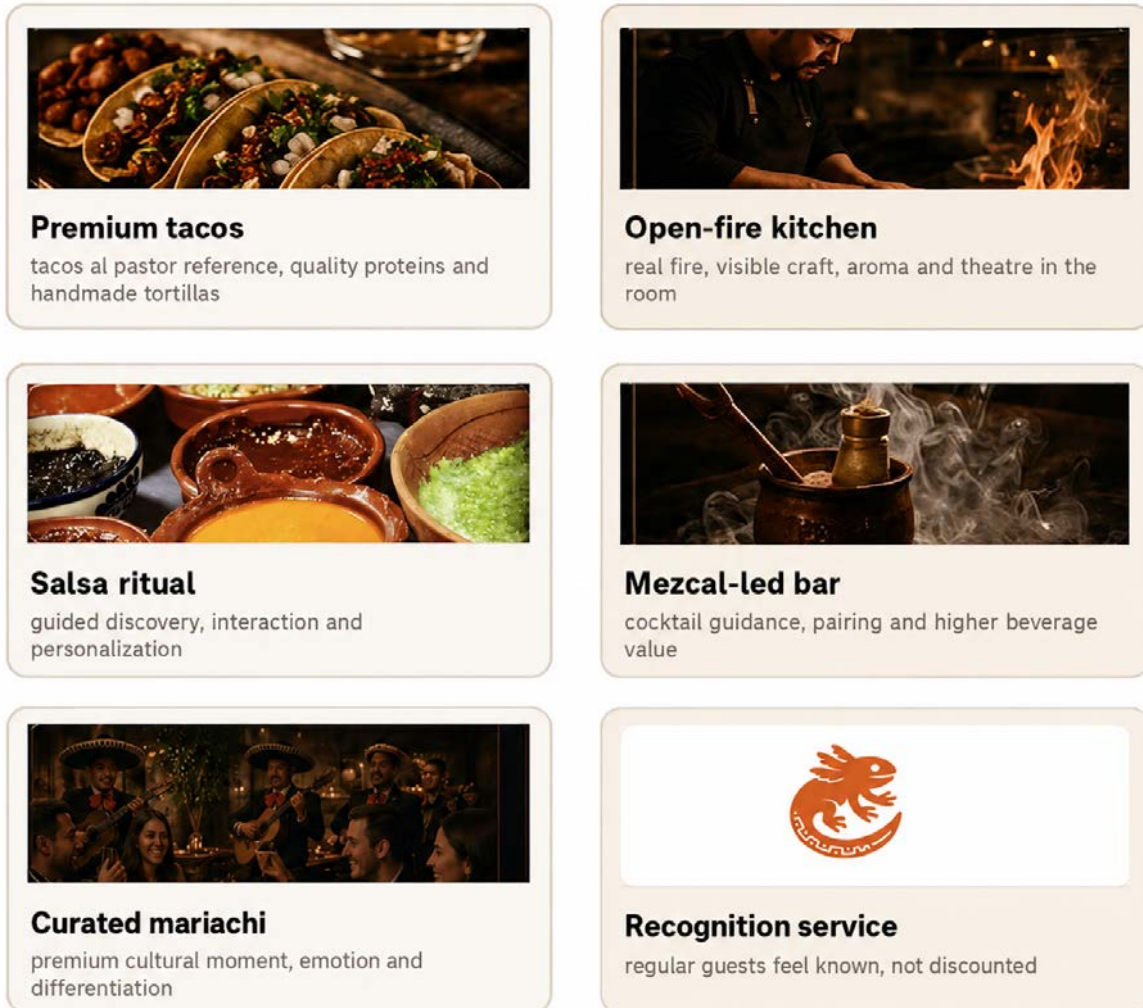 Premium tacos
tacos al pastor reference, quality proteins and
handmade tortillas
Open-fire kitchen
real fire, visible craft, aroma and theatre in the
room
Salsa ritual
guided discovery, interaction and
personalization
Mezcal-led bar
cocktail guidance, pairing and higher beverage
value
Curated mariachi
premium cultural moment, emotion and
differentiation
Recognition service
regular guests feel known, not discounted